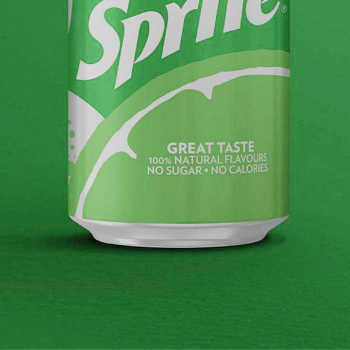 Sprite®
GREAT TASTE
100% NATURAL FLAVOURS
NO SUGAR • NO CALORIES